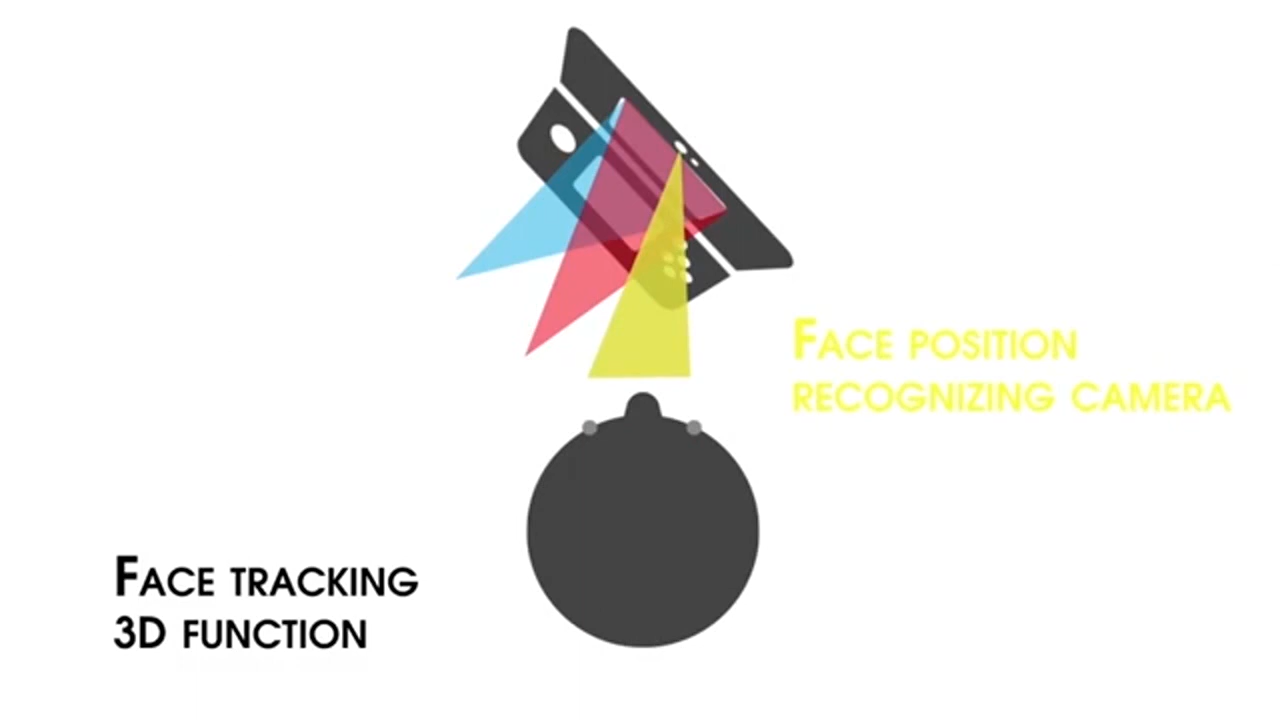 Face position
recognizing camera
Face tracking
3D function